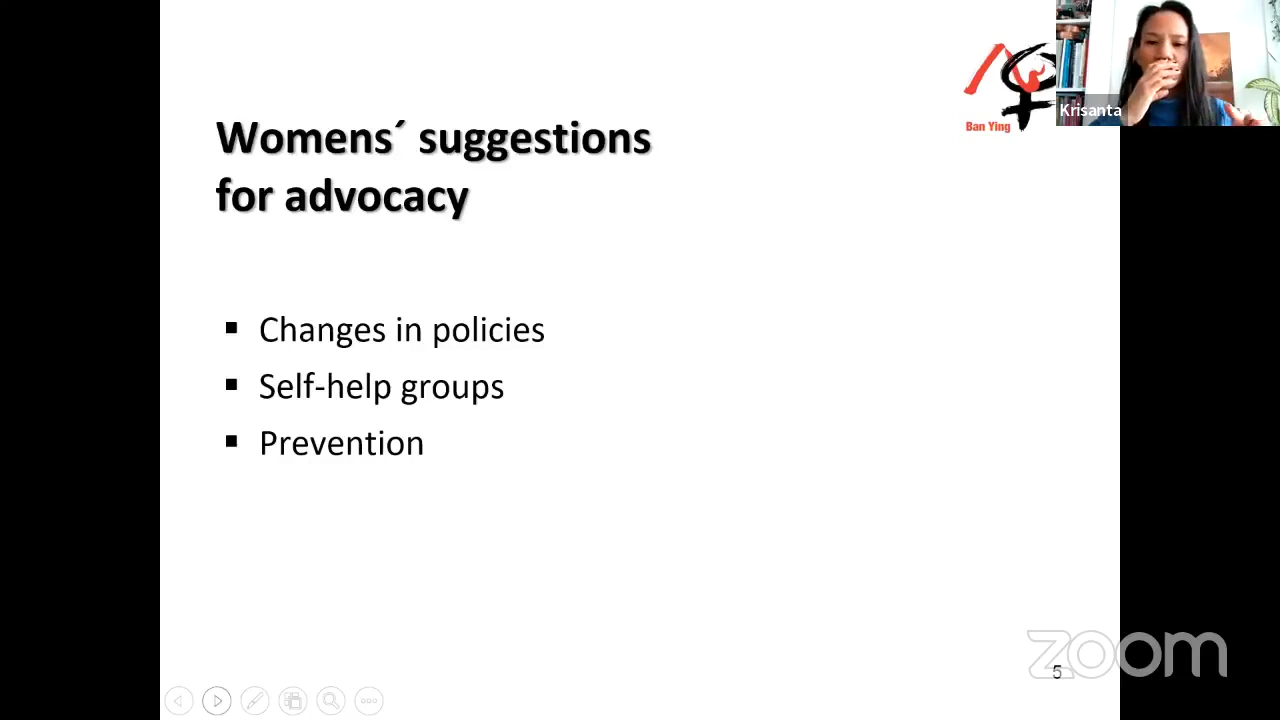 Womens´ suggestions
for advocacy
Ban Ying
Krisanta
▪ Changes in policies
▪ Self-help groups
▪ Prevention
5
zoom